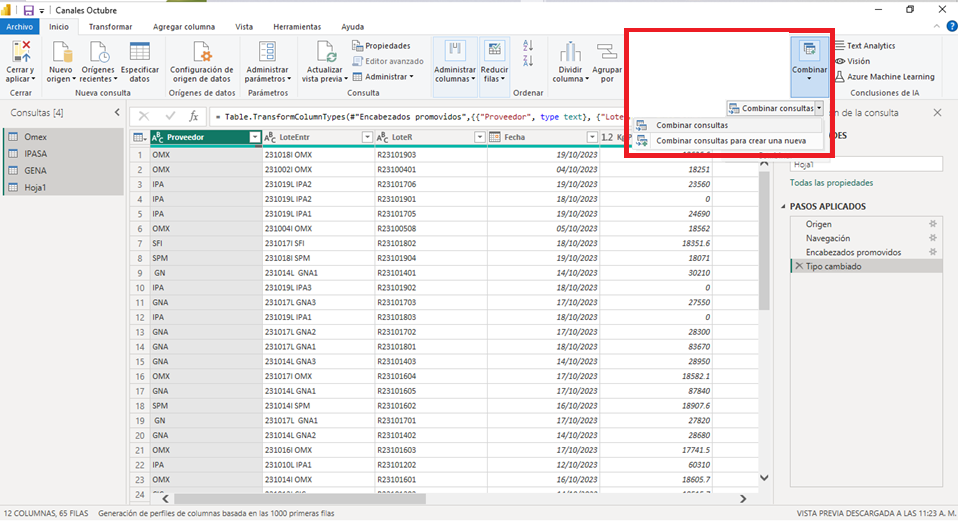 Canales Octubre
Archivo Inicio Transformar Agregar columna Vista Herramientas Ayuda
Cerrar y aplicar
Nuevo origen
Orígenes recientes
Especificar datos
Configuración de origen de datos
Administrar parámetros
Actualizar vista previa
Propiedades
Editor avanzado
Administrar
Administrar columnas
Reducir filas
Dividir columna
Agrupar por
Combinar
Text Analytics
Visión
Azure Machine Learning
Cerrar Nueva consulta Orígenes de datos Parámetros Consulta Ordenar Conclusiones de IA
Combinar consultas
Combinar consultas
Combinar consultas para crear una nueva
Consultas [4]
Omex
IPASA
GENA
Hoja1
= Table.TransformColumnTypes(#"Encabezados promovidos",{{"Proveedor", type text}, {"Lote
Proveedor LoteEntr LoteR Fecha 1.2
1 OMX 231018I OMX R23101903 19/10/2023
2 OMX 231002I OMX R23100401 04/10/2023 18251
3 IPA 231019L IPA2 R23101706 19/10/2023 23560
4 IPA 231019L IPA2 R23101901 18/10/2023 0
5 IPA 231019L IPA1 R23101705 19/10/2023 24690
6 OMX 231004I OMX R23100508 05/10/2023 18562
7 SFI 231017I SFI R23101802 18/10/2023 18351.6
8 SPM 231018I SPM R23101904 19/10/2023 18071
9 GN 231014L GNA1 R23101401 14/10/2023 30210
10 IPA 231019L IPA3 R23101902 18/10/2023 0
11 GNA 231017L GNA3 R23101703 17/10/2023 27550
12 IPA 231019L IPA1 R23101803 18/10/2023 0
13 GNA 231017L GNA2 R23101702 17/10/2023 28300
14 GNA 231017L GNA1 R23101801 18/10/2023 83670
15 GNA 231014L GNA3 R23101403 14/10/2023 28950
16 OMX 231017I OMX R23101604 17/10/2023 18582.1
17 GNA 231014L GNA1 R23101605 17/10/2023 87840
18 SPM 231014I SPM R23101602 16/10/2023 18907.6
19 GN 231017L GNA1 R23101701 17/10/2023 27820
20 GNA 231014L GNA2 R23101402 14/10/2023 28680
21 OMX 231016I OMX R23101603 17/10/2023 17741.5
22 IPA 231010L IPA1 R23101202 12/10/2023 60310
23 OMX 231014I OMX R23101601 16/10/2023 18605.7
24
n de la consulta
DES
Hoja1
Todas las propiedades
PASOS APLICADOS
Origen
Navegación
Encabezados promovidos
Tipo cambiado
12 COLUMNAS, 65 FILAS Generación de perfiles de columnas basada en las 1000 primeras filas VISTA PREVIA DESCARGADA A LAS 11:23 A. M.